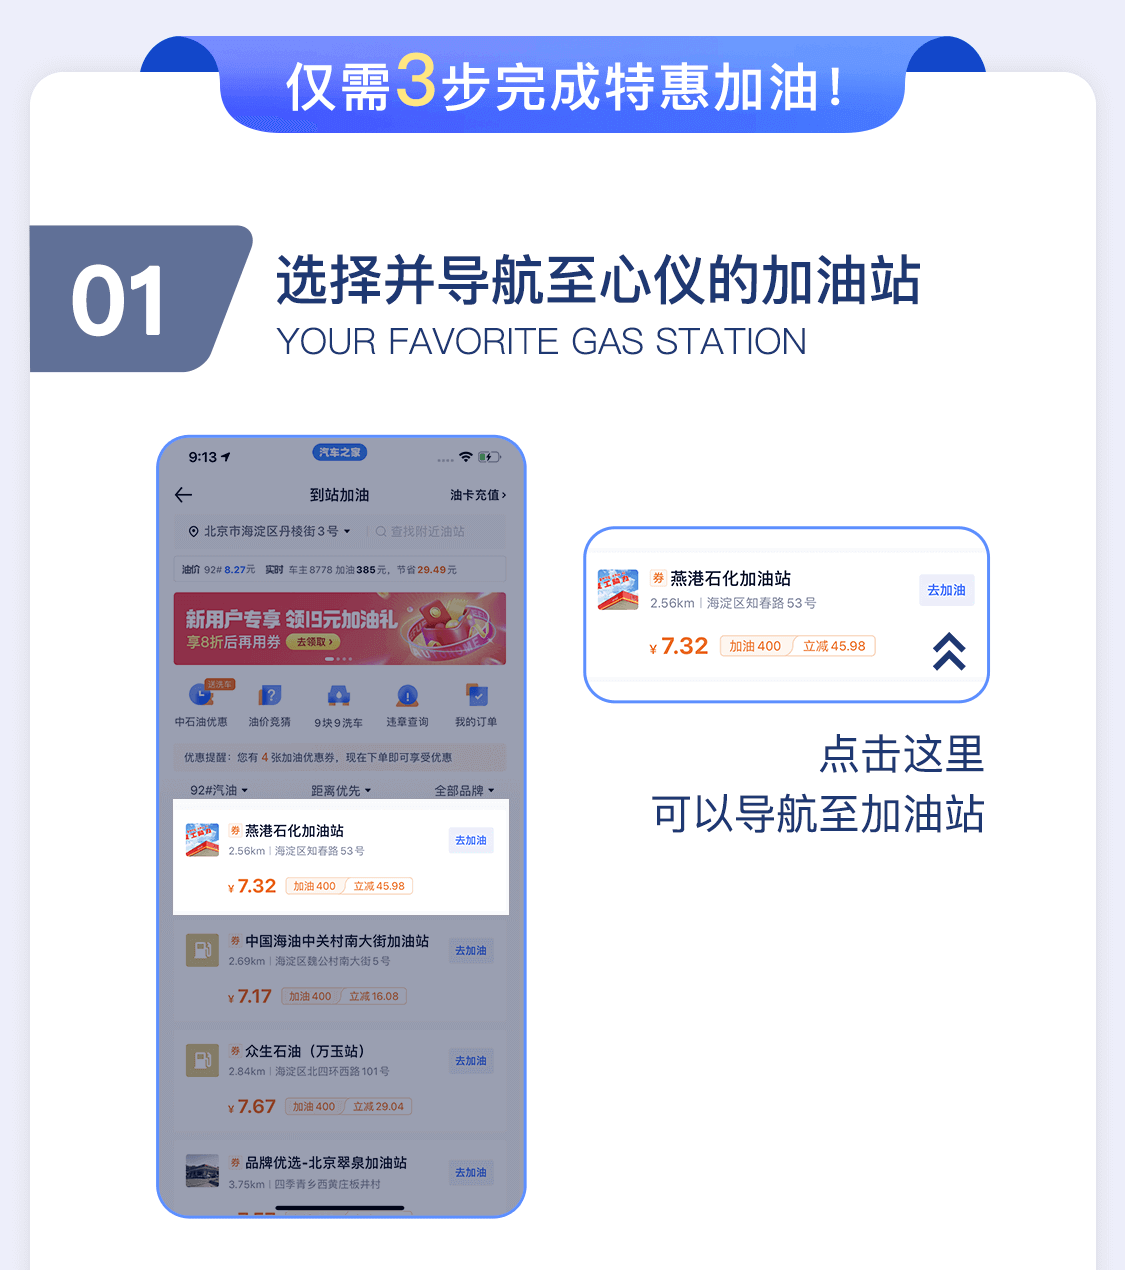 仅需3步完成特惠加油！
01
选择并导航至心仪的加油站
YOUR FAVORITE GAS STATION
9:13
汽车之家
到站加油
油卡充值
北京市海淀区丹棱街3号
查找附近油站
油价 92# 8.27元 实时 车主8778 加油385元，节省29.49元
新用户专享 领19元加油礼
享8折后再用券 去领取
送洗车
中石油优惠 油价竞猜 9块9洗车 违章查询 我的订单
优惠提醒：您有 4 张加油优惠券，现在下单即可享受优惠
92#汽油 距离优先 全部品牌
券 燕港石化加油站
2.56km | 海淀区知春路53号
去加油
¥7.32 加油400 立减45.98
券 中国海油中关村南大街加油站
2.69km | 海淀区魏公村南大街5号
去加油
¥7.17 加油400 立减16.08
券 众生石油（万玉站）
2.84km | 海淀区北四环西路101号
去加油
¥7.67 加油400 立减29.04
券 品牌优选-北京翠泉加油站
3.75km | 四季青乡西黄庄板井村
去加油
券 燕港石化加油站
2.56km | 海淀区知春路53号
去加油
¥7.32 加油400 立减45.98
点击这里
可以导航至加油站